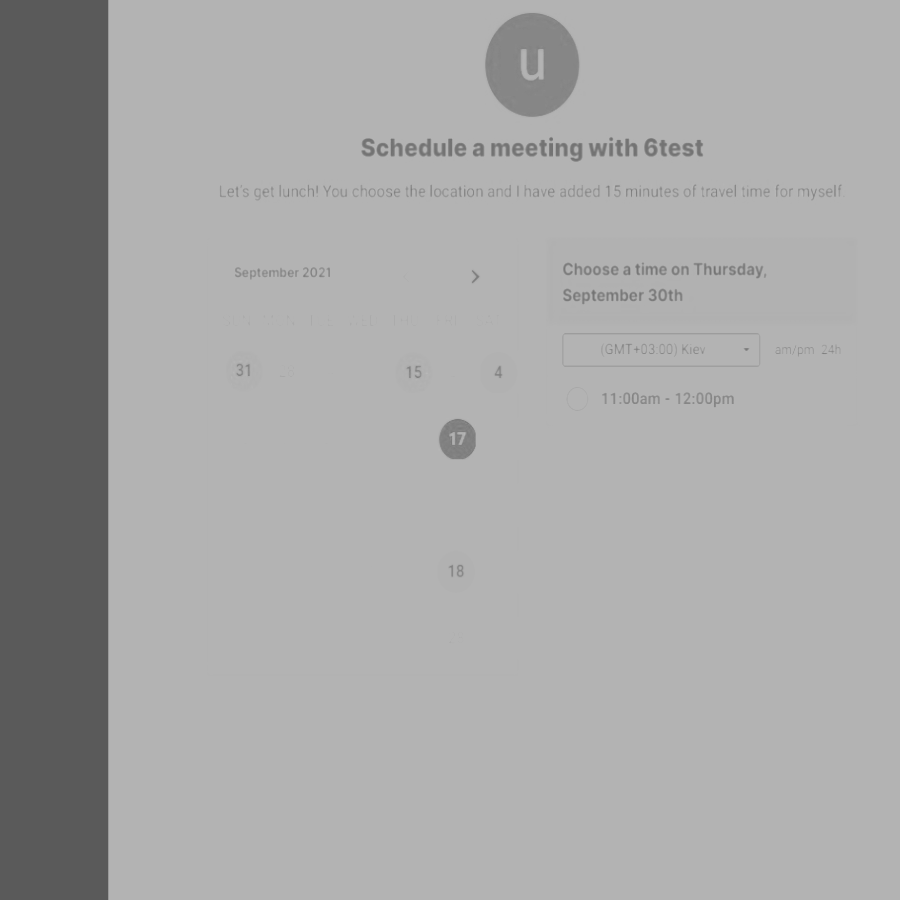 u
Schedule a meeting with 6test
Let's get lunch! You choose the location and I have added 15 minutes of travel time for myself.
September 2021
Choose a time on Thursday,
September 30th
(GMT+03:00) Kiev am/pm 24h
31 15 4
11:00am - 12:00pm
17
18